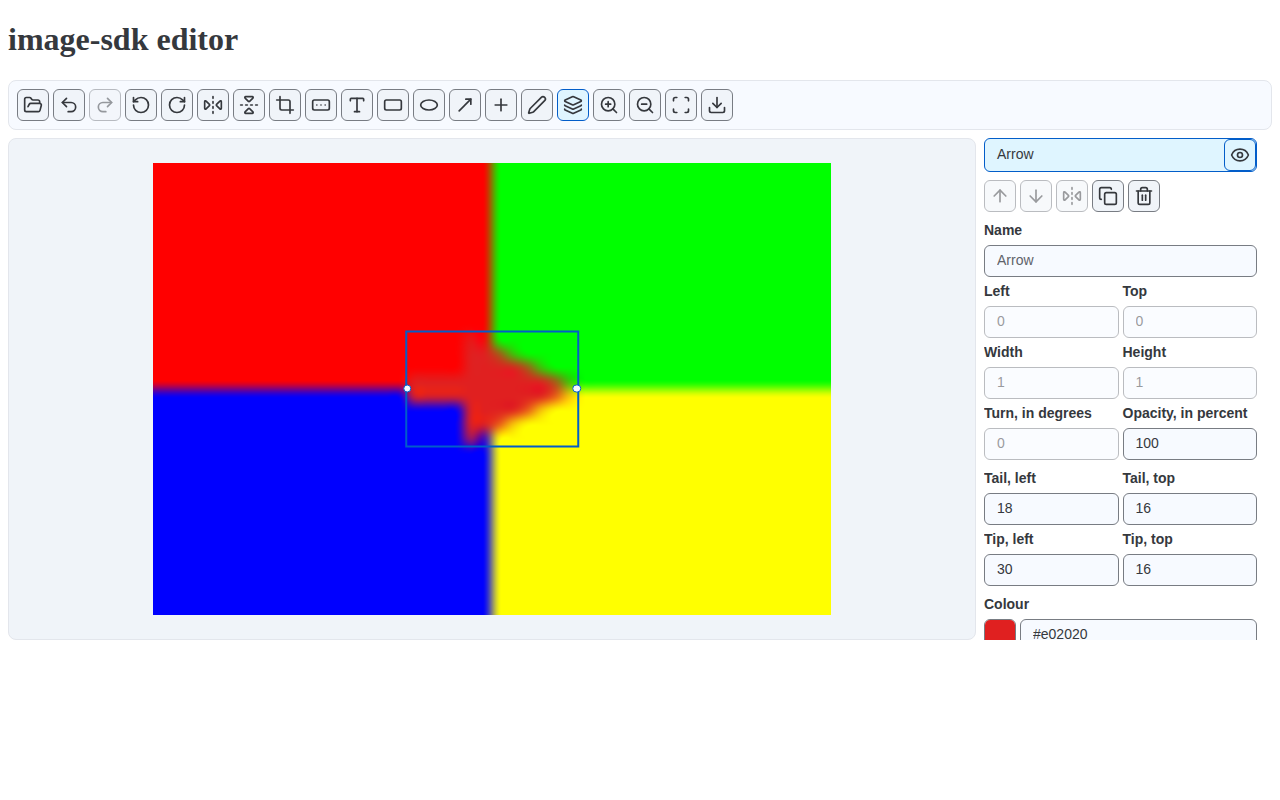 image-sdk editor
Arrow
Name
Arrow
Left Top
0 0
Width Height
1 1
Turn, in degrees Opacity, in percent
0 100
Tail, left Tail, top
18 16
Tip, left Tip, top
30 16
Colour
#e02020